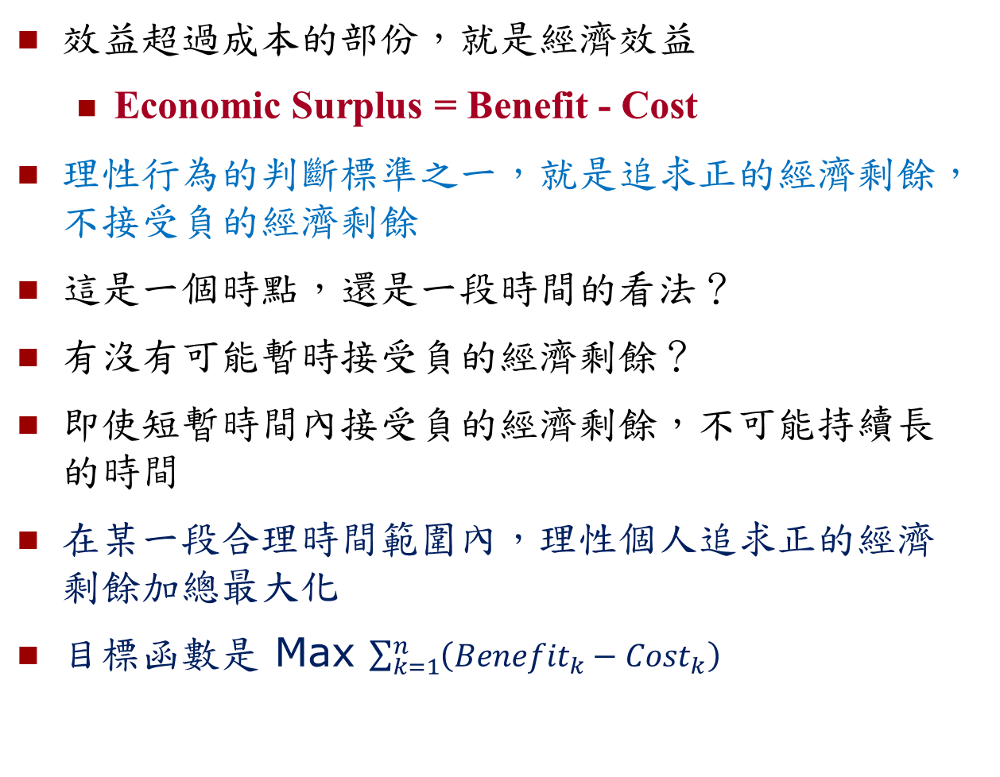 效益超過成本的部份，就是經濟效益
Economic Surplus = Benefit - Cost
理性行為的判斷標準之一，就是追求正的經濟剩餘，
不接受負的經濟剩餘
這是一個時點，還是一段時間的看法？
有沒有可能暫時接受負的經濟剩餘？
即使短暫時間內接受負的經濟剩餘，不可能持續長
的時間
在某一段合理時間範圍內，理性個人追求正的經濟
剩餘加總最大化
目標函數是 Max $\sum_{k=1}^{n}(Benefit_k - Cost_k)$